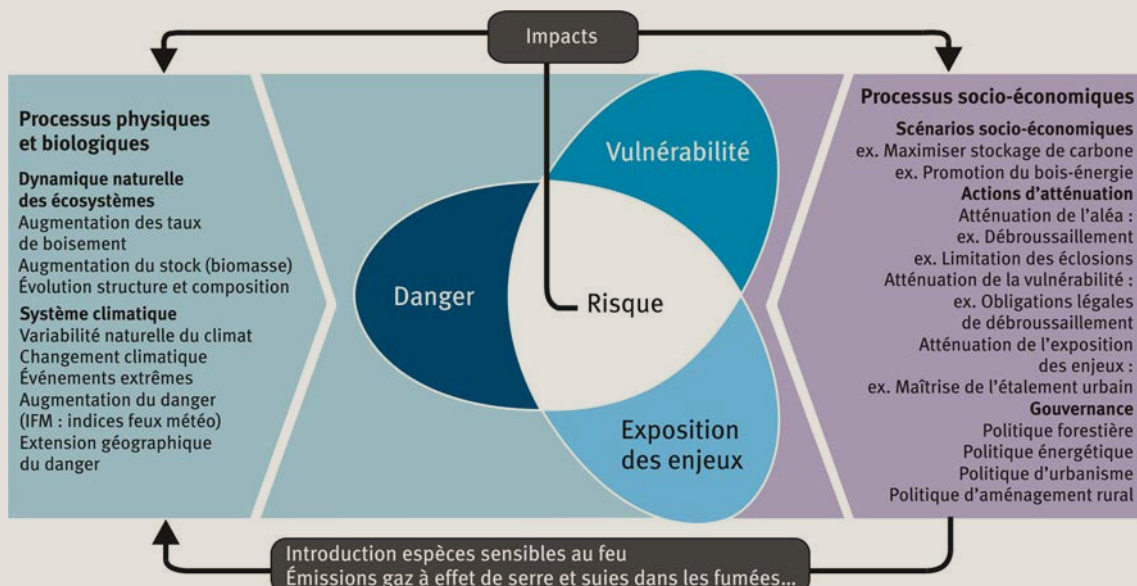 Impacts
Processus physiques
et biologiques
Dynamique naturelle
des écosystèmes
Augmentation des taux
de boisement
Augmentation du stock (biomasse)
Évolution structure et composition
Système climatique
Variabilité naturelle du climat
Changement climatique
Événements extrêmes
Augmentation du danger
(IFM : indices feux météo)
Extension géographique
du danger
Vulnérabilité
Danger
Risque
Exposition
des enjeux
Processus socio-économiques
Scénarios socio-économiques
ex. Maximiser stockage de carbone
ex. Promotion du bois-énergie
Actions d'atténuation
Atténuation de l'aléa :
ex. Débroussaillement
ex. Limitation des éclosions
Atténuation de la vulnérabilité :
ex. Obligations légales
de débroussaillement
Atténuation de l'exposition
des enjeux :
ex. Maîtrise de l'étalement urbain
Gouvernance
Politique forestière
Politique énergétique
Politique d'urbanisme
Politique d'aménagement rural
Introduction espèces sensibles au feu
Émissions gaz à effet de serre et suies dans les fumées...